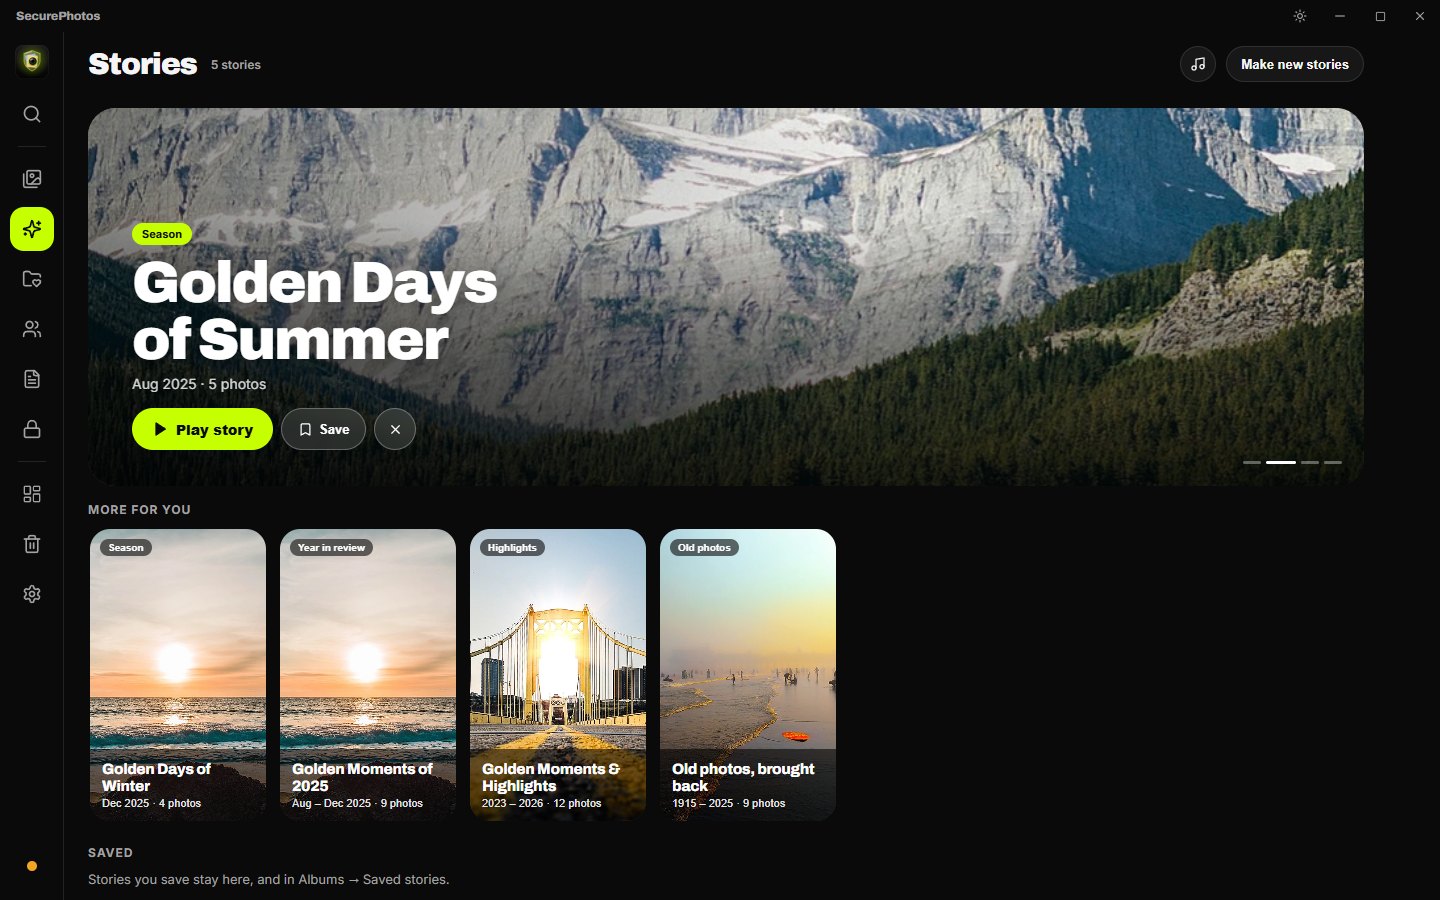 SecurePhotos
Stories
5 stories
Make new stories
Season
Golden Days
of Summer
Aug 2025 · 5 photos
Play story
Save
MORE FOR YOU
Season
Golden Days of
Winter
Dec 2025 · 4 photos
Year in review
Golden Moments of
2025
Aug – Dec 2025 · 9 photos
Highlights
Golden Moments &
Highlights
2023 – 2026 · 12 photos
Old photos
Old photos, brought
back
1915 – 2025 · 9 photos
SAVED
Stories you save stay here, and in Albums → Saved stories.